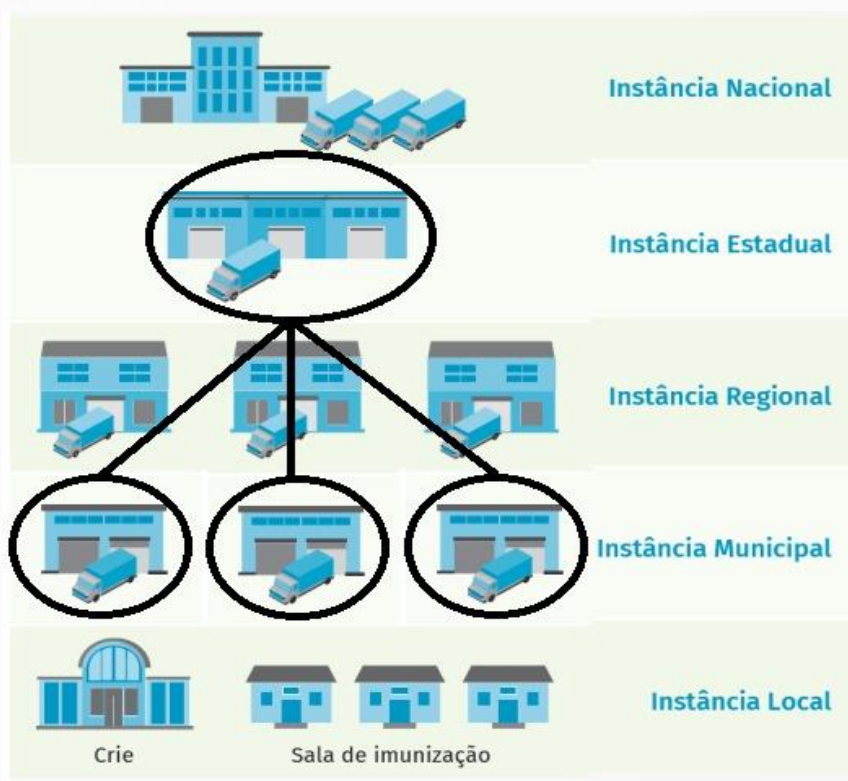 Instância Nacional
Instância Estadual
Instância Regional
Instância Municipal
Instância Local
Crie
Sala de imunização